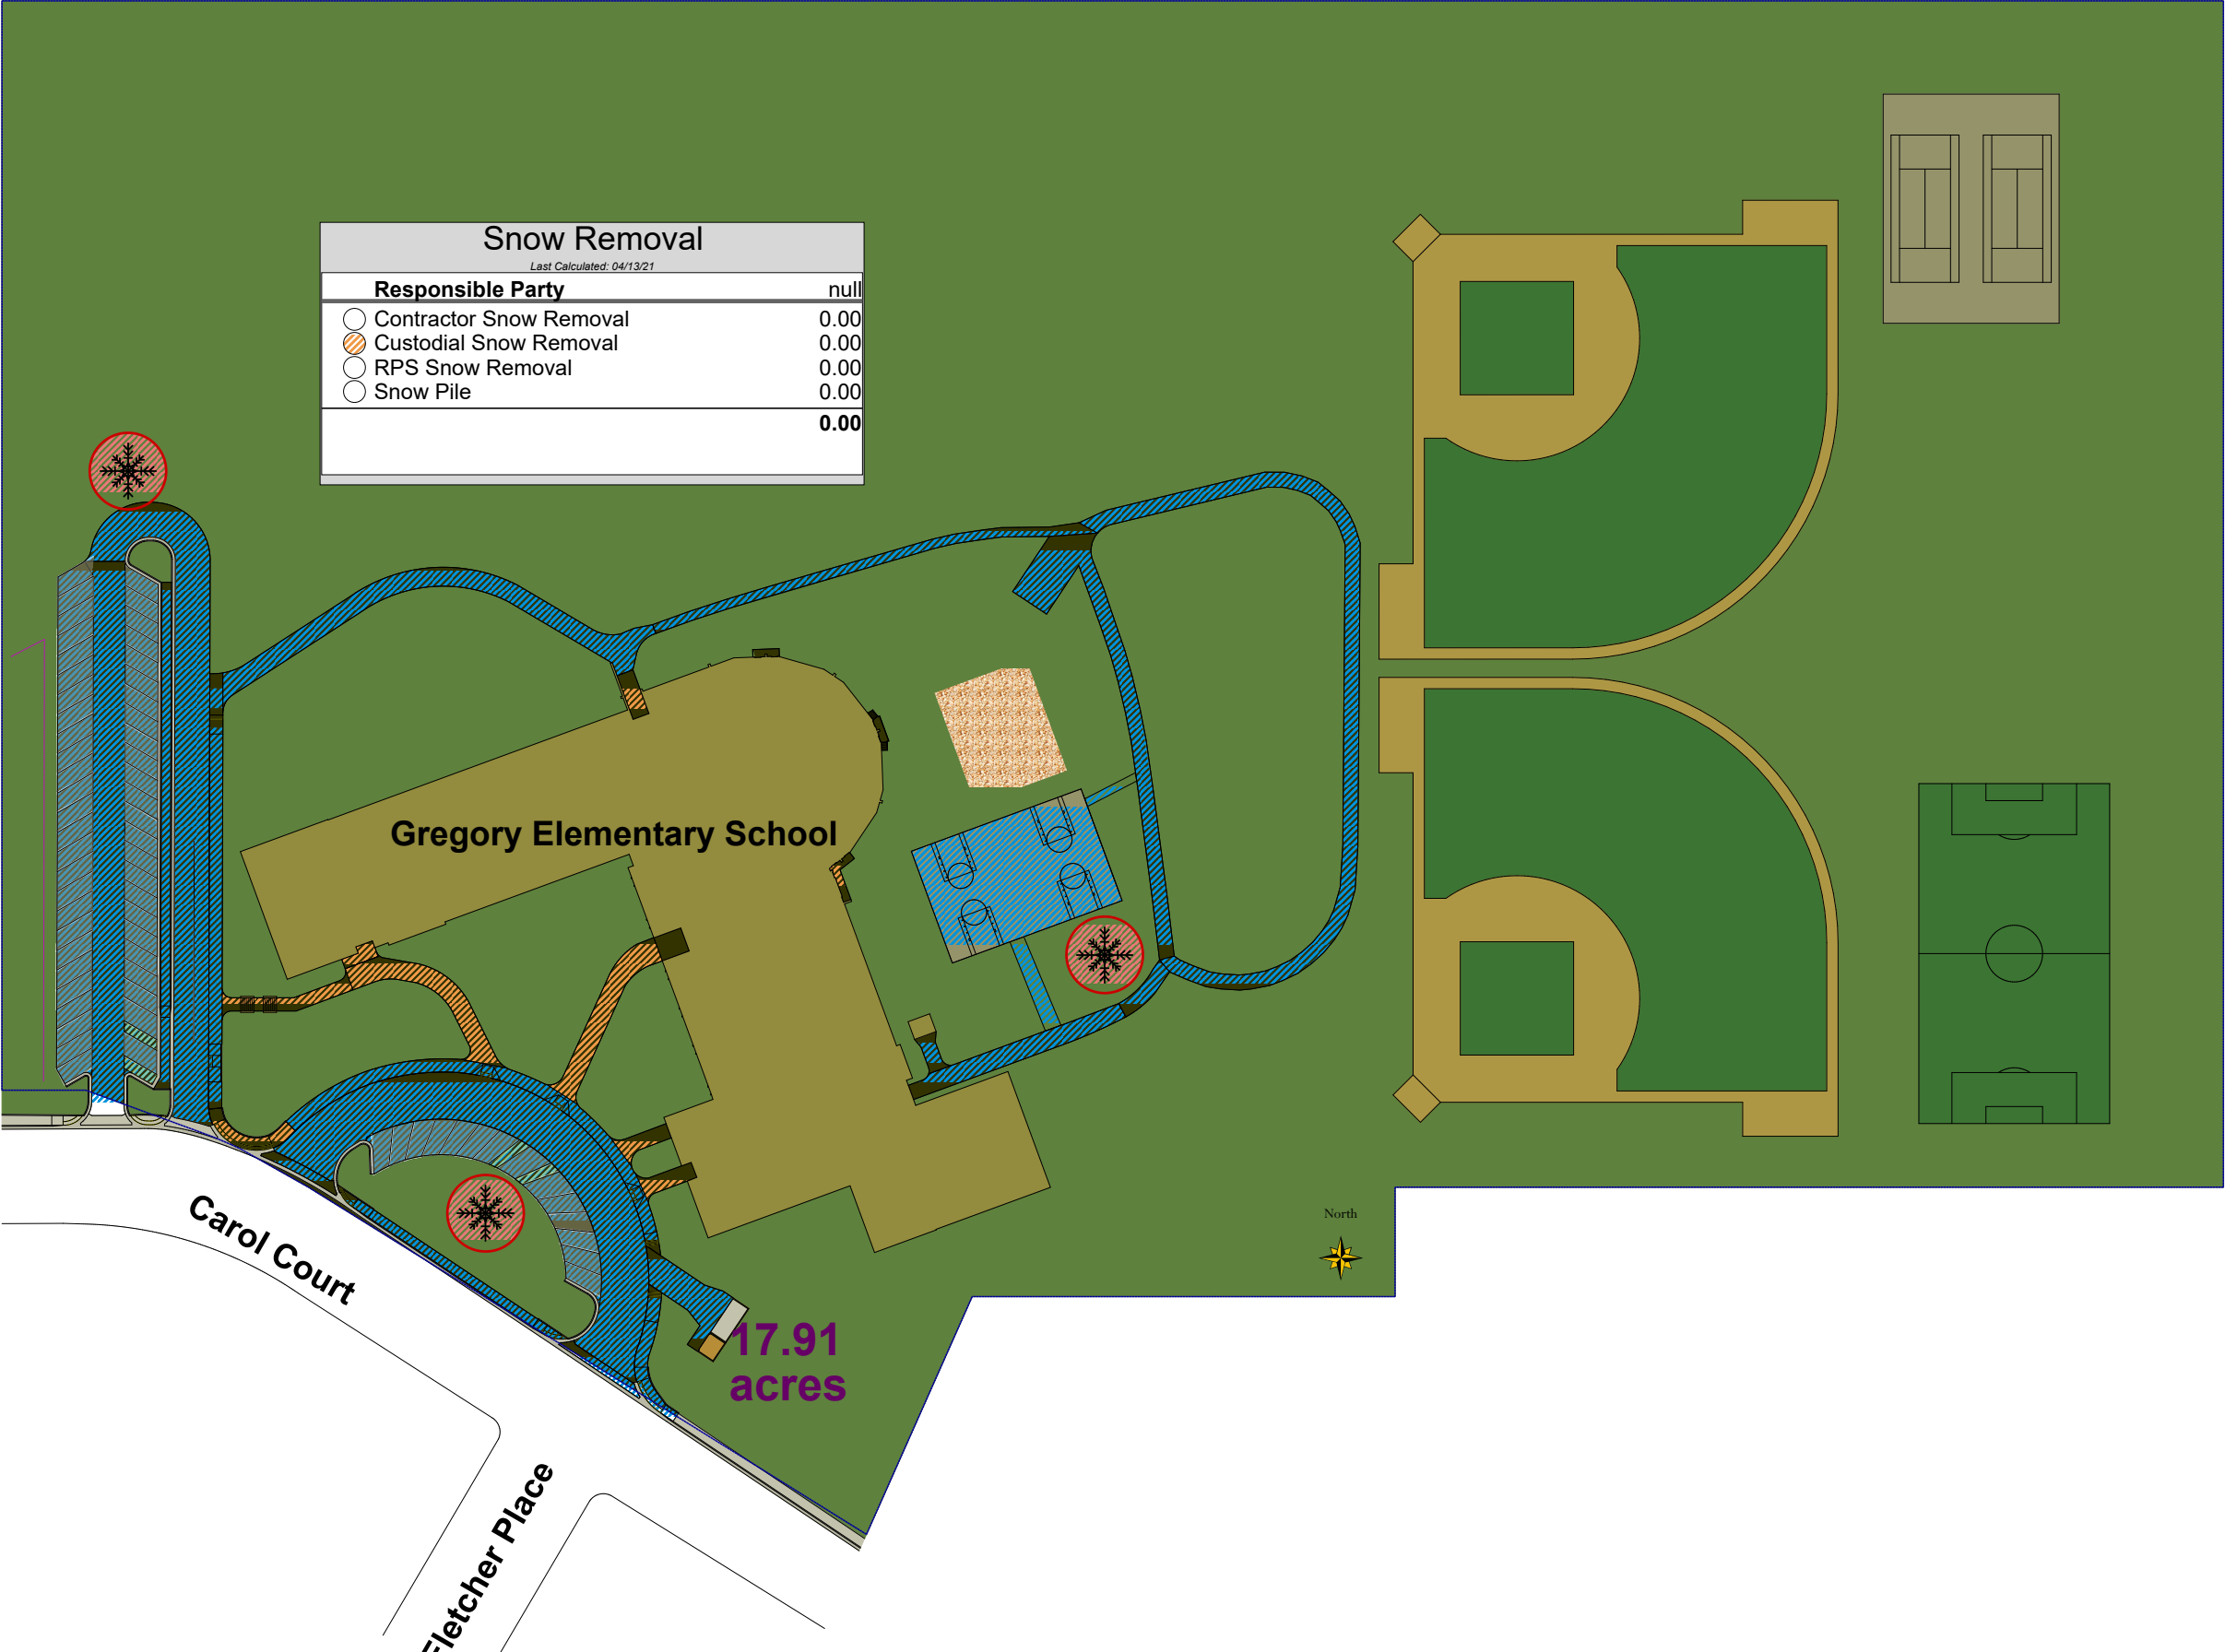 Snow Removal
Last Calculated: 04/13/21
Responsible Party null
Contractor Snow Removal 0.00
Custodial Snow Removal 0.00
RPS Snow Removal 0.00
Snow Pile 0.00
0.00
Gregory Elementary School
North
Carol Court
17.91
acres
Fletcher Place